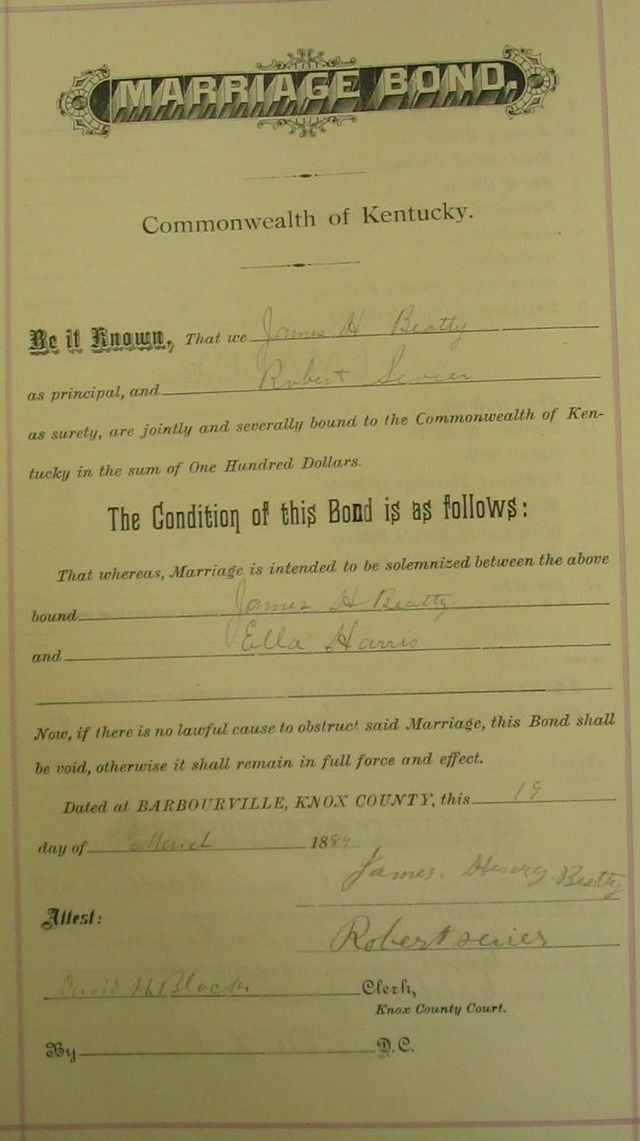 MARRIAGE BOND,
Commonwealth of Kentucky.
Be it Known, That we James H Beatty
as principal, and Robert Sevier
as surety, are jointly and severally bound to the Commonwealth of Ken-
tucky in the sum of One Hundred Dollars.
The Condition of this Bond is as follows:
That whereas, Marriage is intended to be solemnized between the above
bound James H Beatty
and Ella Harris
Now, if there is no lawful cause to obstruct said Marriage, this Bond shall
be void, otherwise it shall remain in full force and effect.
Dated at BARBOURVILLE, KNOX COUNTY, this 19
day of March 188
James. Henry Beatty
Attest:
Robert sevier
David H. Black Clerk,
Knox County Court.
By D.C.